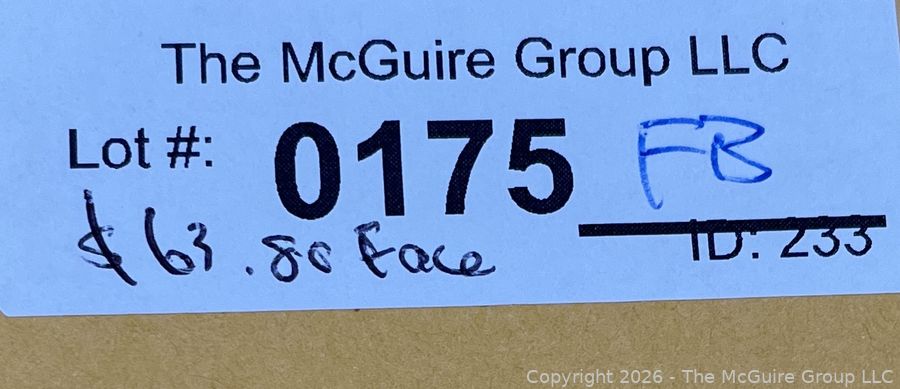 The McGuire Group LLC
Lot #: 0175 FB
$63.80 Face
ID: 233
Copyright 2026 - The McGuire Group LLC